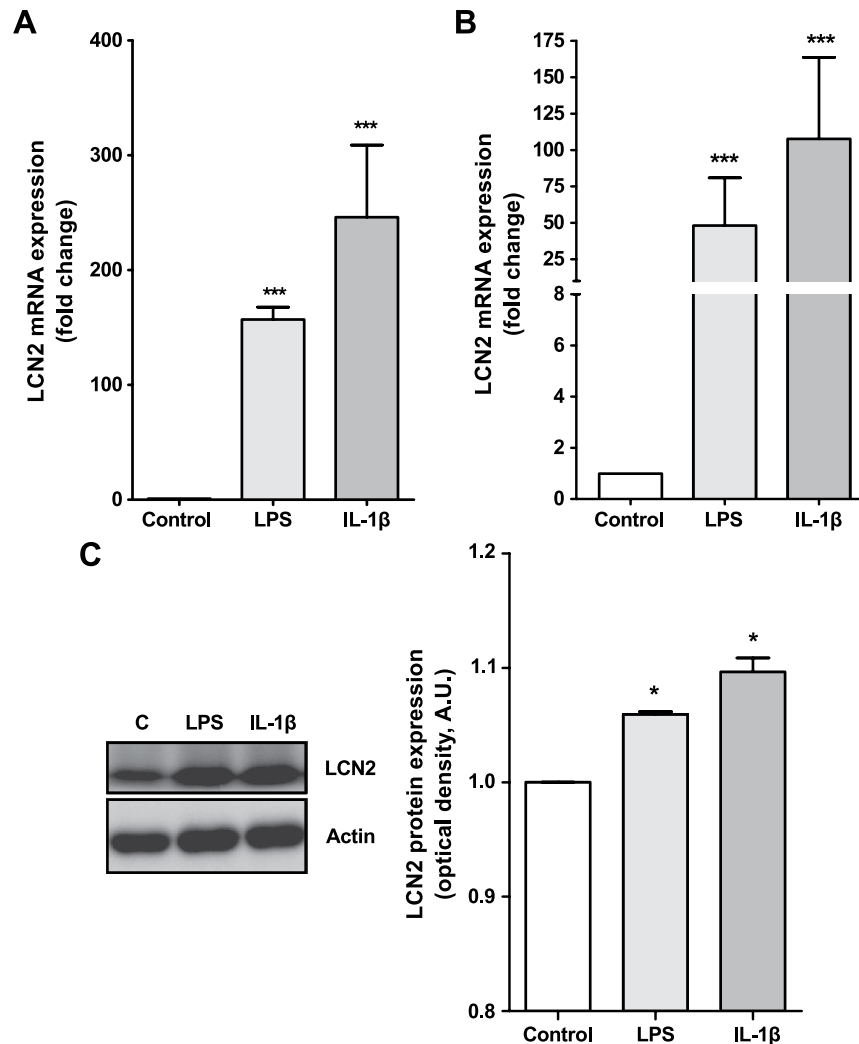 A
LCN2 mRNA expression
(fold change)
400
300
200
100
0
***
***
Control LPS IL-1β
B
LCN2 mRNA expression
(fold change)
175
150
125
100
75
50
25
8
6
4
2
0
***
***
Control LPS IL-1β
C
C LPS IL-1β
LCN2
Actin
LCN2 protein expression
(optical density, A.U.)
1.2
1.1
1.0
0.9
0.8
*
*
Control LPS IL-1β